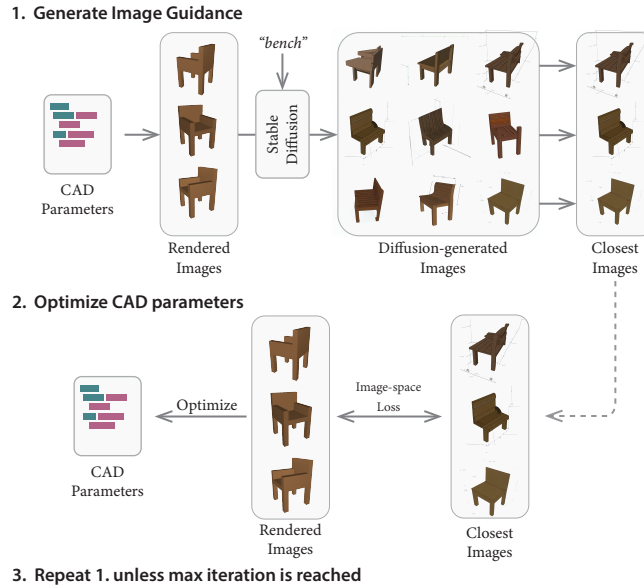 1. Generate Image Guidance
"bench"
Stable
Diffusion
CAD
Parameters
Rendered
Images
Diffusion-generated
Images
Closest
Images
2. Optimize CAD parameters
Optimize
Image-space
Loss
CAD
Parameters
Rendered
Images
Closest
Images
3. Repeat 1. unless max iteration is reached